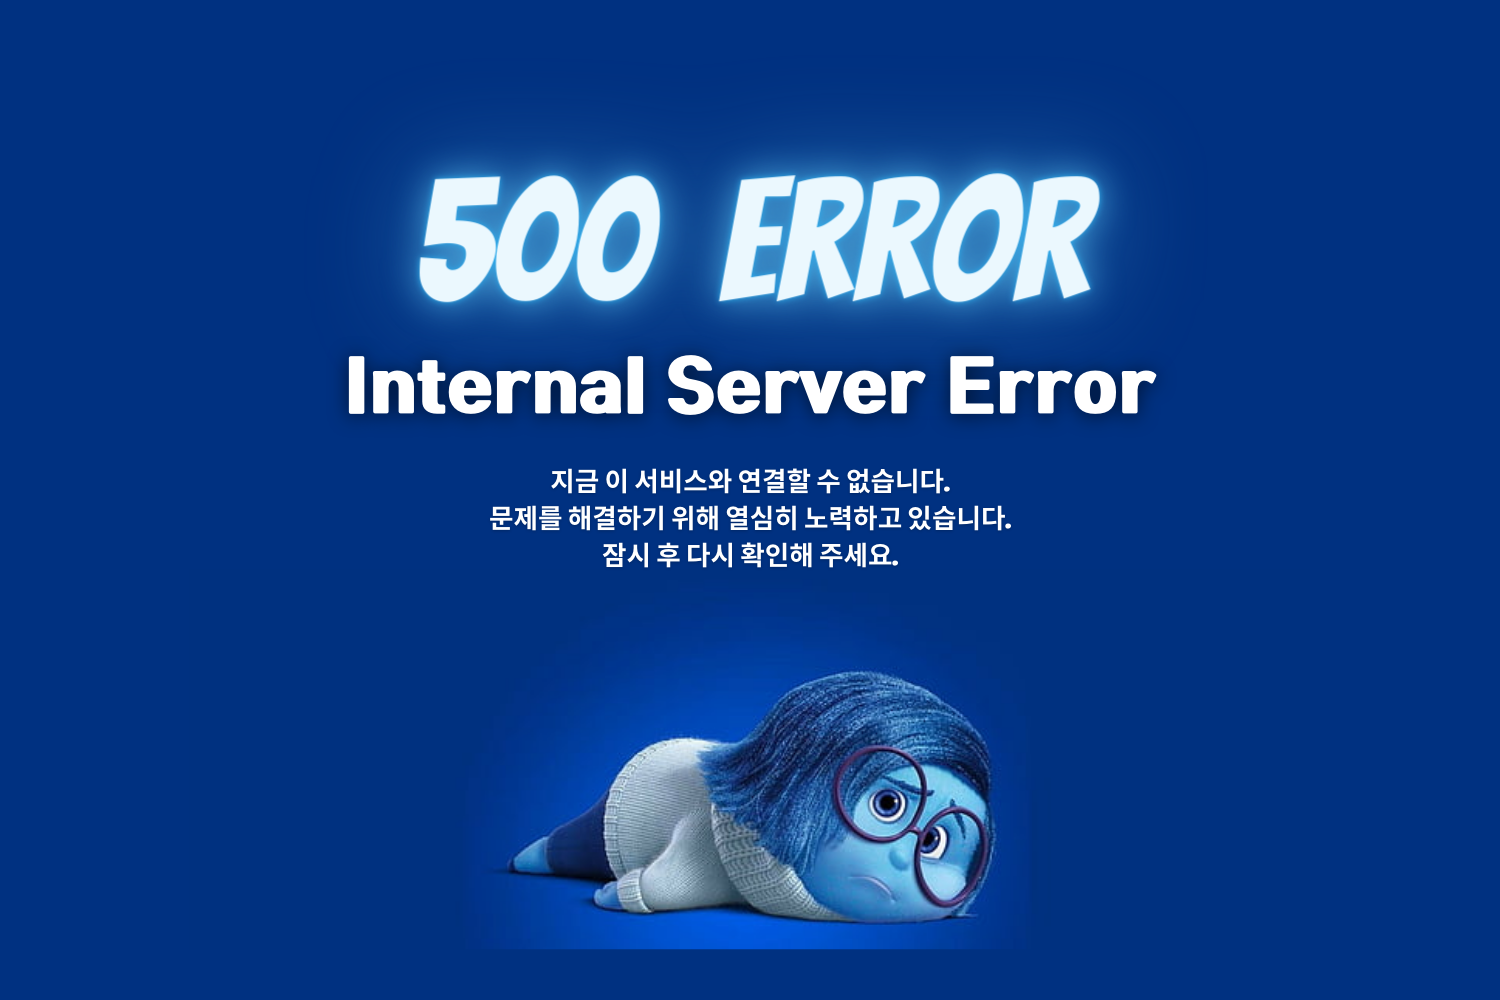 500 ERROR
Internal Server Error
지금 이 서비스와 연결할 수 없습니다.
문제를 해결하기 위해 열심히 노력하고 있습니다.
잠시 후 다시 확인해 주세요.